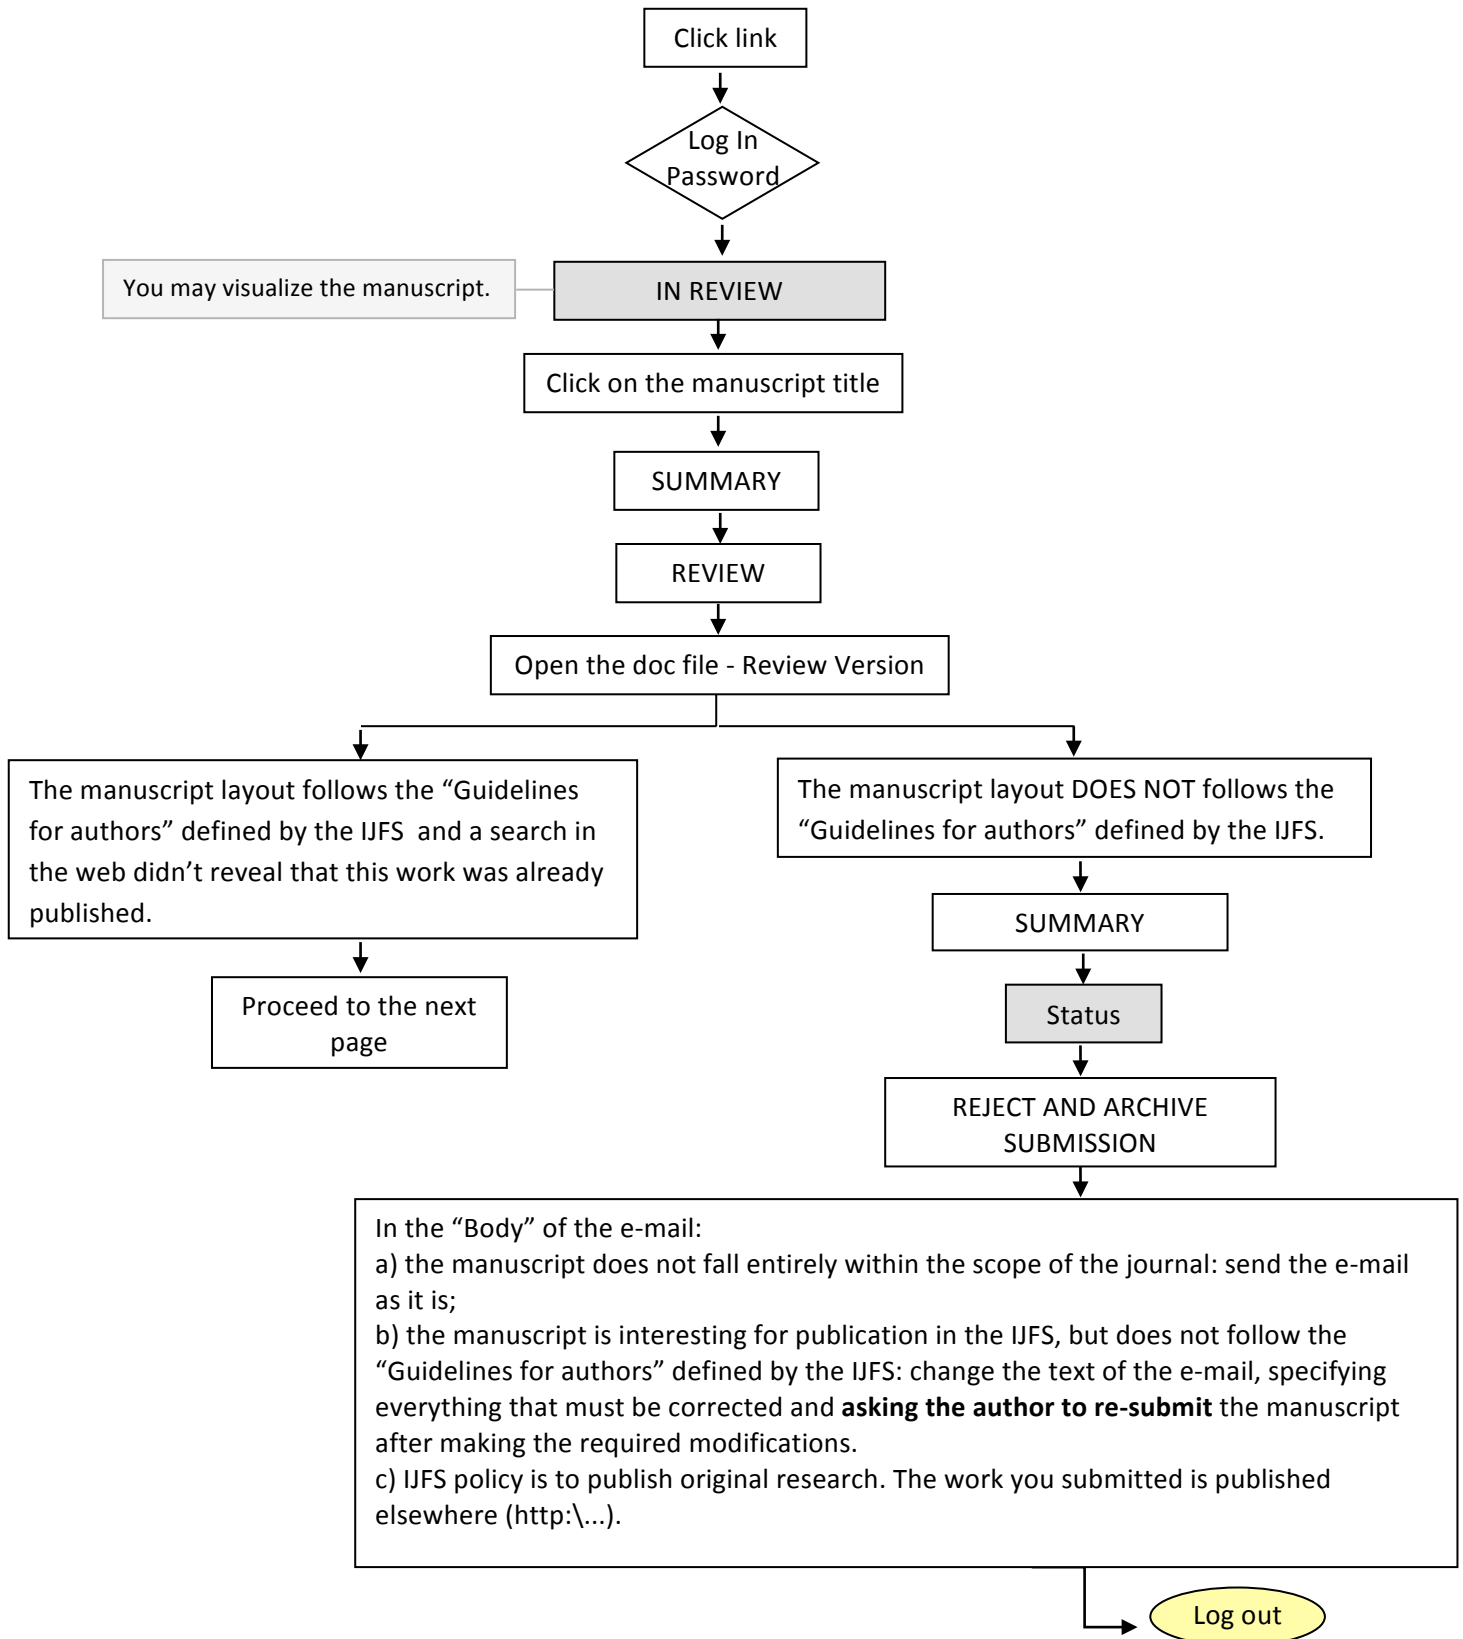 Click link
Log In
Password
You may visualize the manuscript.
IN REVIEW
Click on the manuscript title
SUMMARY
REVIEW
Open the doc file - Review Version
The manuscript layout follows the “Guidelines
for authors” defined by the IJFS and a search in
the web didn’t reveal that this work was already
published.
Proceed to the next
page
The manuscript layout DOES NOT follows the
“Guidelines for authors” defined by the IJFS.
SUMMARY
Status
REJECT AND ARCHIVE
SUBMISSION
In the “Body” of the e-mail:
a) the manuscript does not fall entirely within the scope of the journal: send the e-mail
as it is;
b) the manuscript is interesting for publication in the IJFS, but does not follow the
“Guidelines for authors” defined by the IJFS: change the text of the e-mail, specifying
everything that must be corrected and asking the author to re-submit the manuscript
after making the required modifications.
c) IJFS policy is to publish original research. The work you submitted is published
elsewhere (http:\...).
Log out